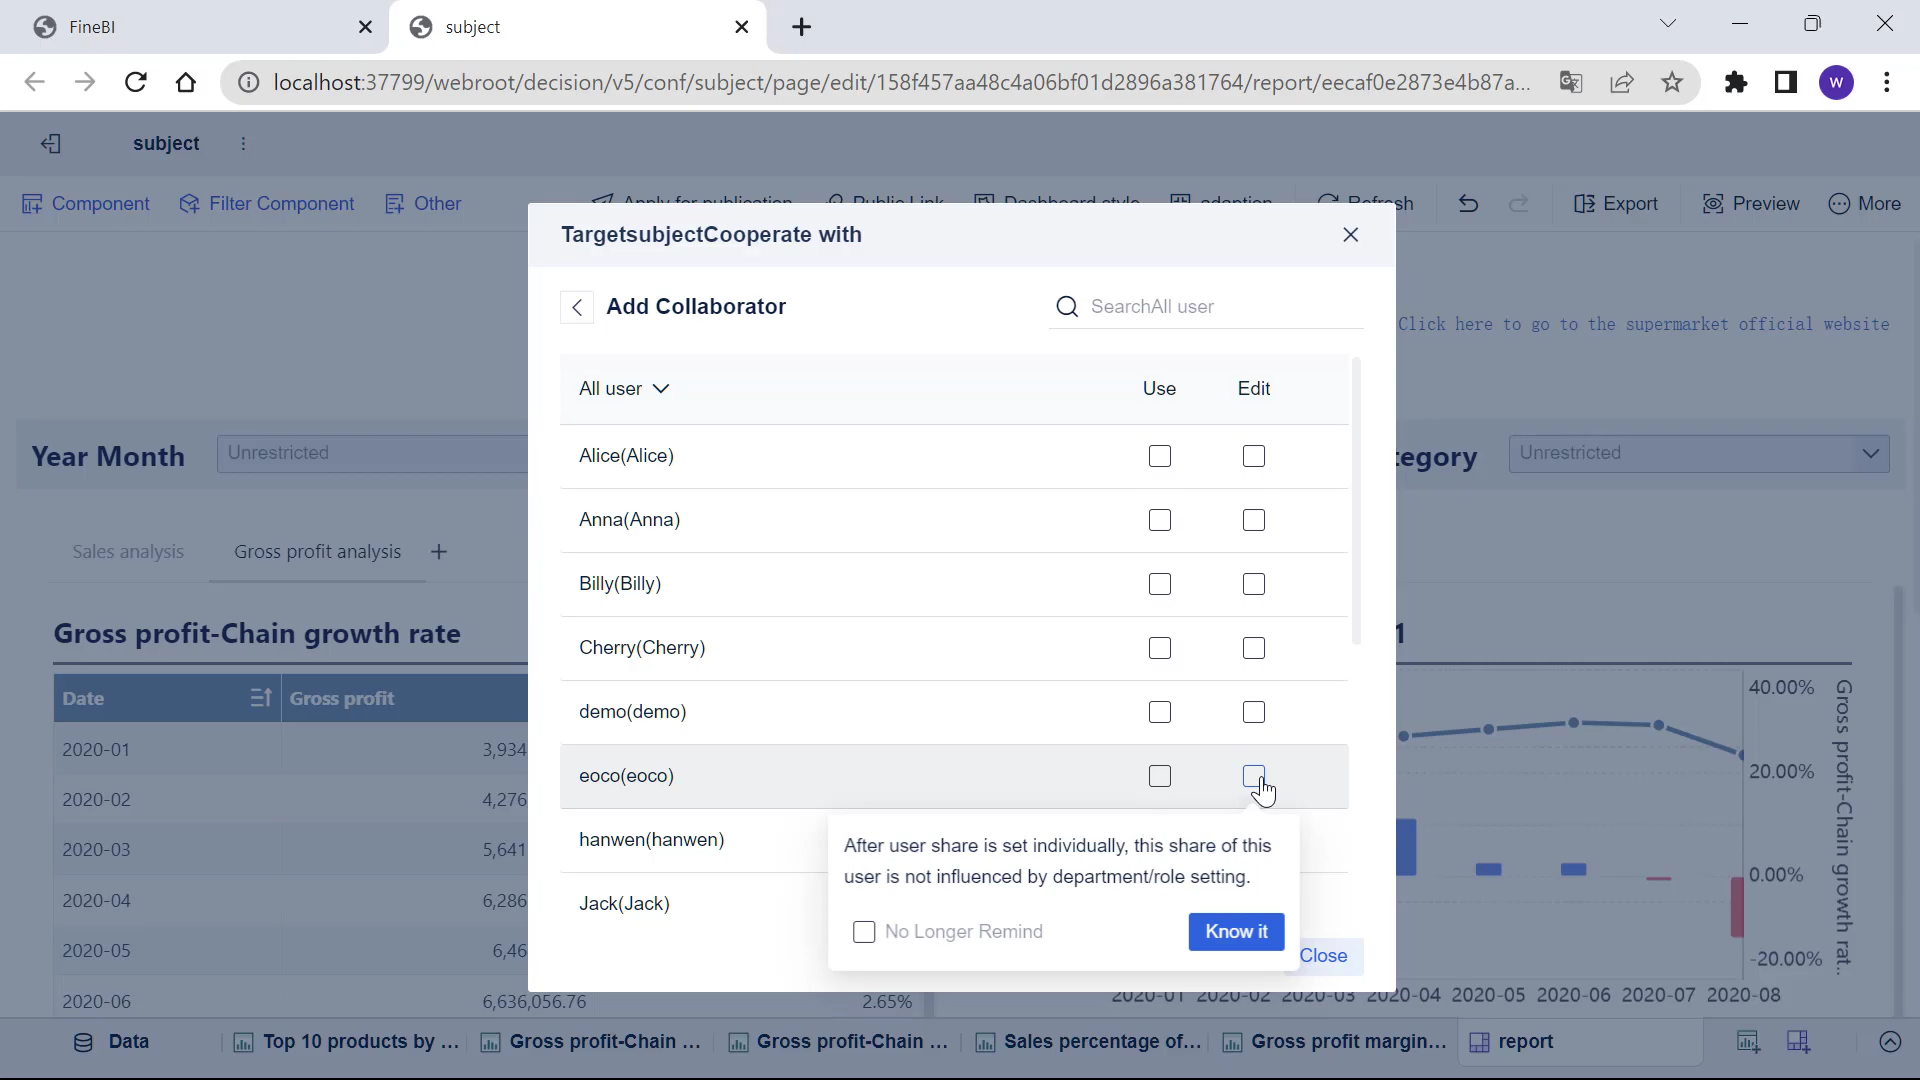 FineBI
subject
localhost:37799/webroot/decision/v5/conf/subject/page/edit/158f457aa48c4a06bf01d2896a381764/report/eecaf0e2873e4b87a...
W
subject
Component
Filter Component
Other
Apply for publication
Public Link
Dashboard style
adaption
Refresh
Export
Preview
More
TargetsubjectCooperate with
Add Collaborator
SearchAll user
Click here to go to the supermarket official website
All user
Use
Edit
Year Month
Unrestricted
tegory
Unrestricted
Alice(Alice)
Anna(Anna)
Sales analysis
Gross profit analysis
Billy(Billy)
Gross profit-Chain growth rate
1
Cherry(Cherry)
Date
Gross profit
demo(demo)
40.00%
2020-01
3,934
eoco(eoco)
20.00%
2020-02
4,276
hanwen(hanwen)
After user share is set individually, this share of this
user is not influenced by department/role setting.
2020-03
5,641
0.00%
Gross profit-Chain growth rat..
2020-04
6,286
Jack(Jack)
No Longer Remind
Know it
2020-05
6,46
Close
-20.00%
2020-06
6,636,056.76
2.65%
2020-01 2020-02 2020-03 2020-04 2020-05 2020-06 2020-07 2020-08
Data
Top 10 products by ...
Gross profit-Chain ...
Gross profit-Chain ...
Sales percentage of...
Gross profit margin...
report